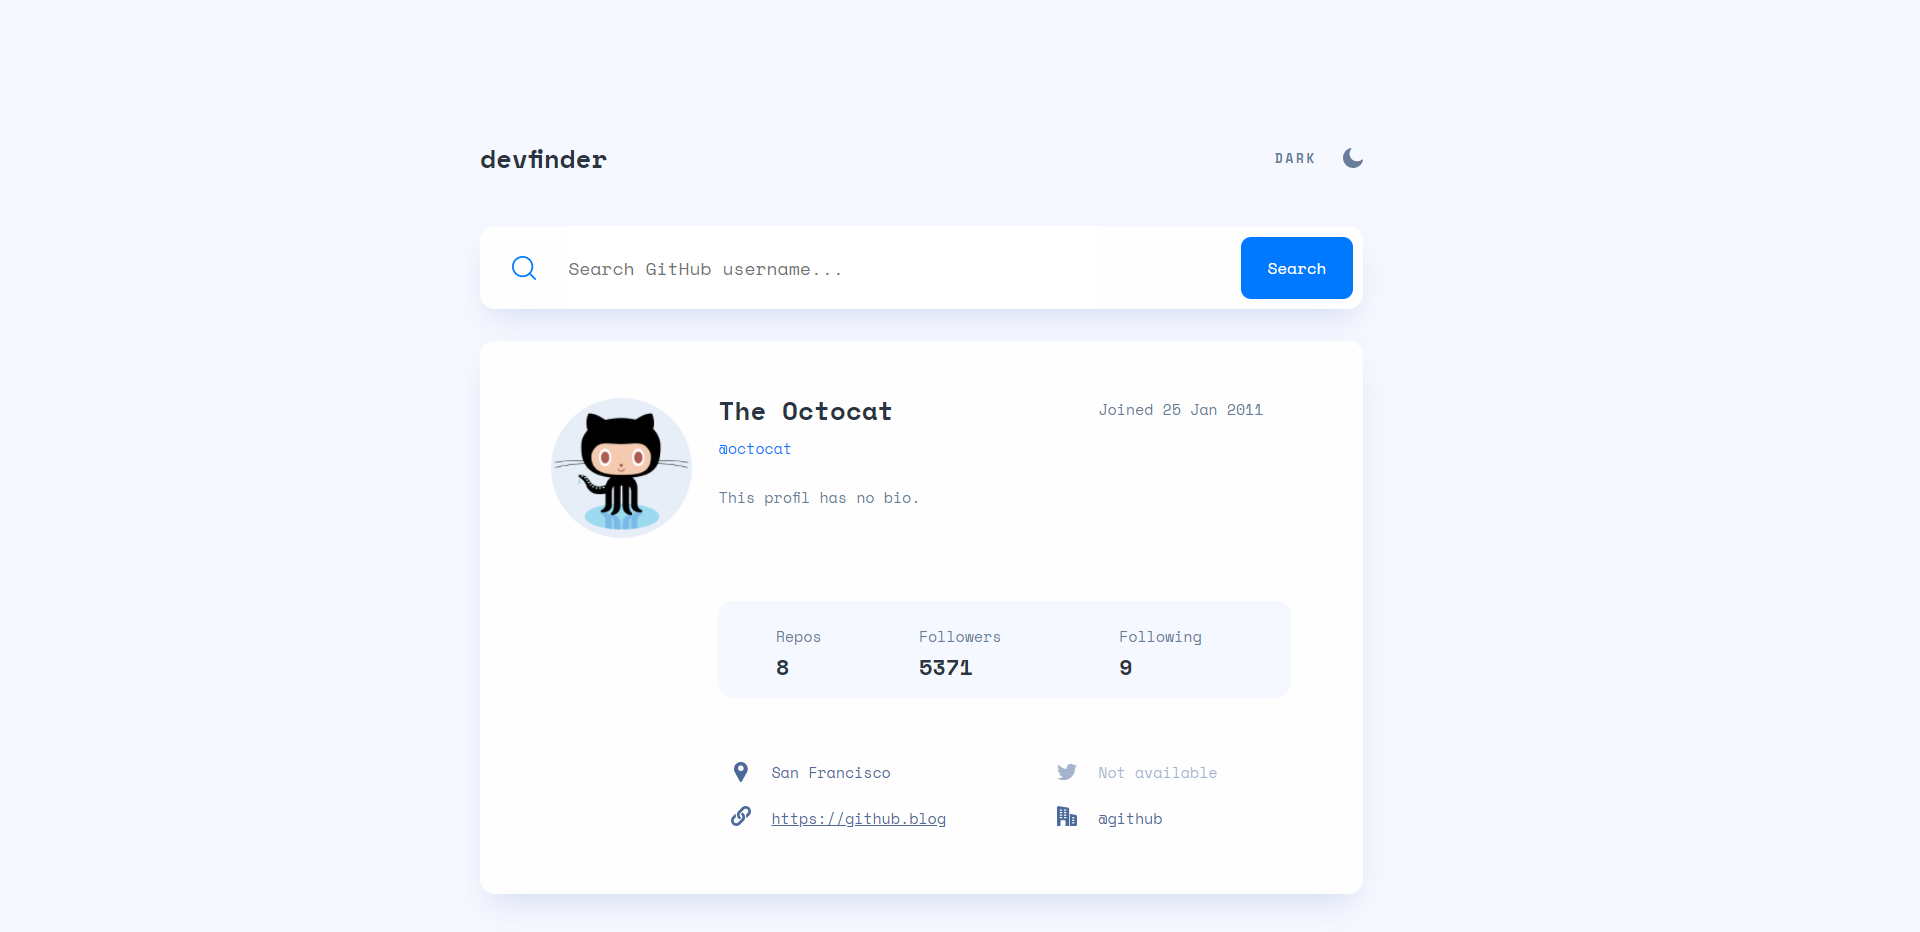 devfinder
DARK
Search GitHub username...
Search
The Octocat
Joined 25 Jan 2011
@octocat
This profil has no bio.
Repos
Followers
Following
8
5371
9
San Francisco
Not available
https://github.blog
@github